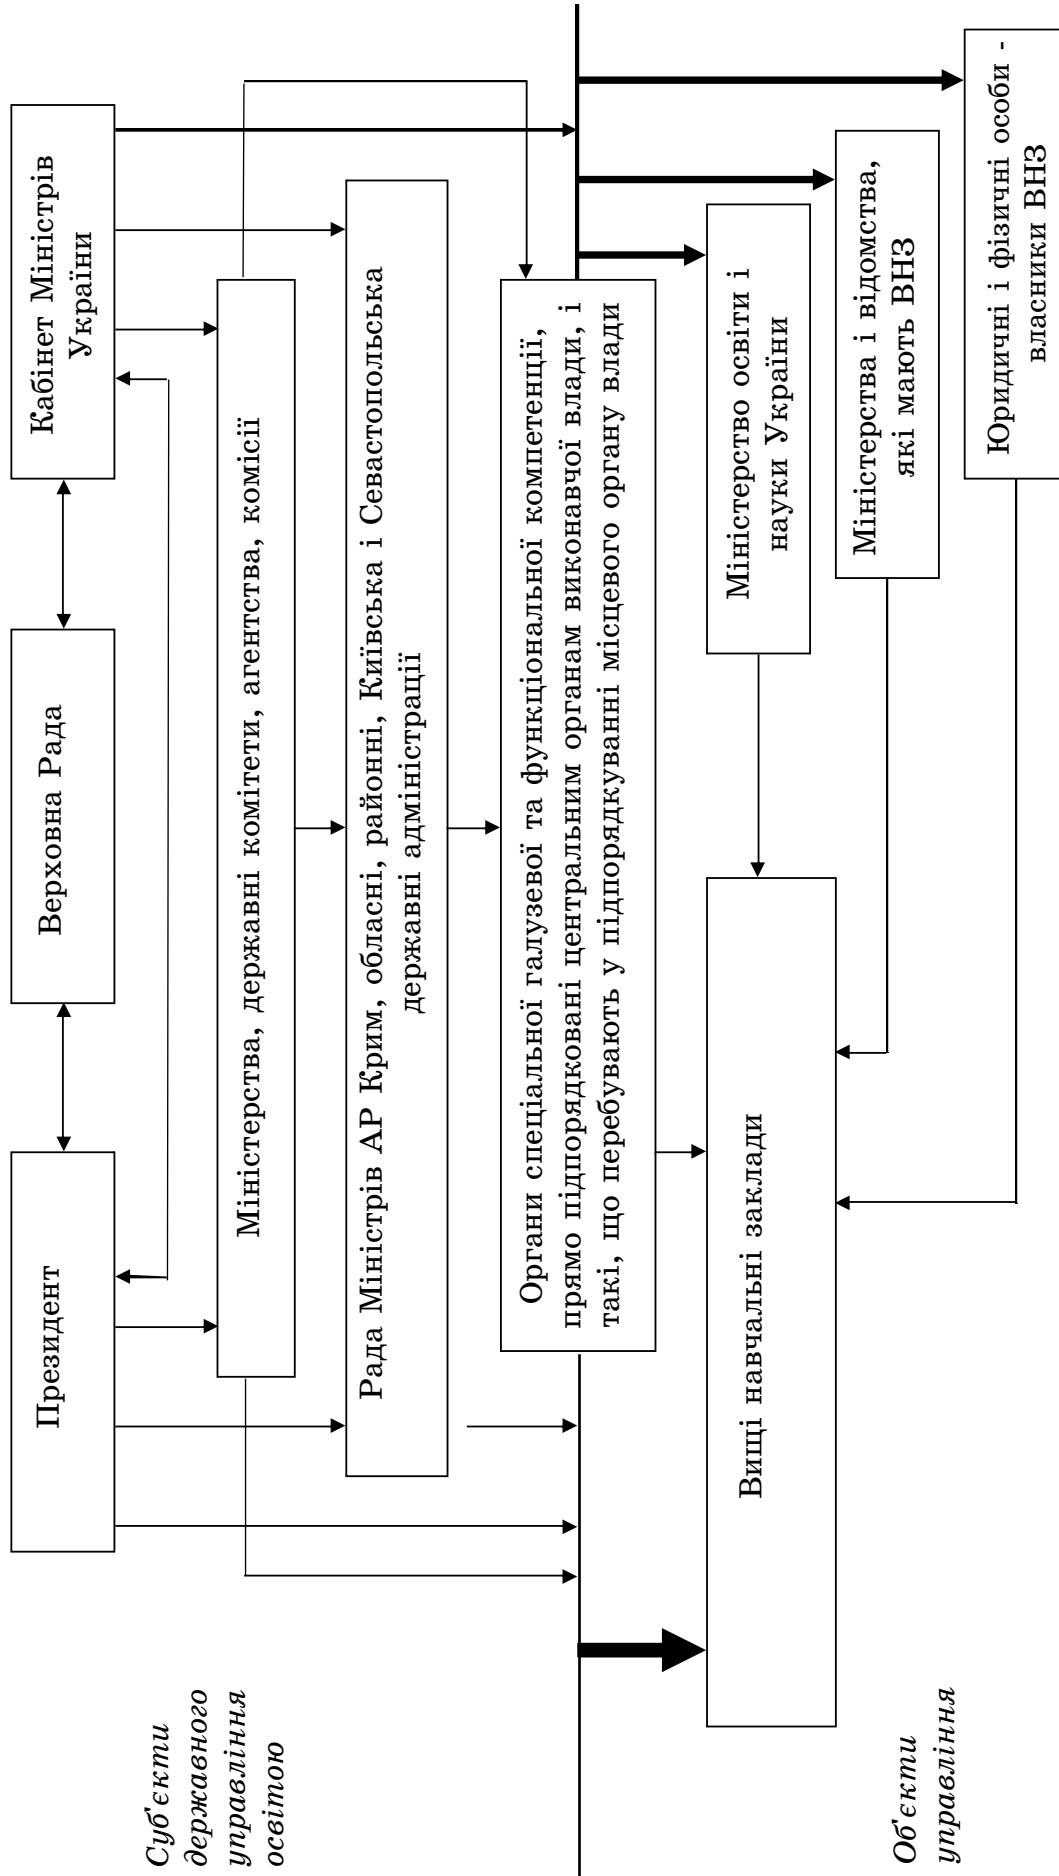 Президент
Верховна Рада
Кабінет Міністрів
України
Міністерства, державні комітети, агентства, комісії
Рада Міністрів АР Крим, обласні, районні, Київська і Севастопольська
державні адміністрації
Суб'єкти
державного
управління
освітою
Органи спеціальної галузевої та функціональної компетенції,
прямо підпорядковані центральним органам виконавчої влади, і
такі, що перебувають у підпорядкуванні місцевого органу влади
Міністерство освіти і
науки України
Вищі навчальні заклади
Міністерства і відомства,
які мають ВНЗ
Об'єкти
управління
Юридичні і фізичні особи -
власники ВНЗ